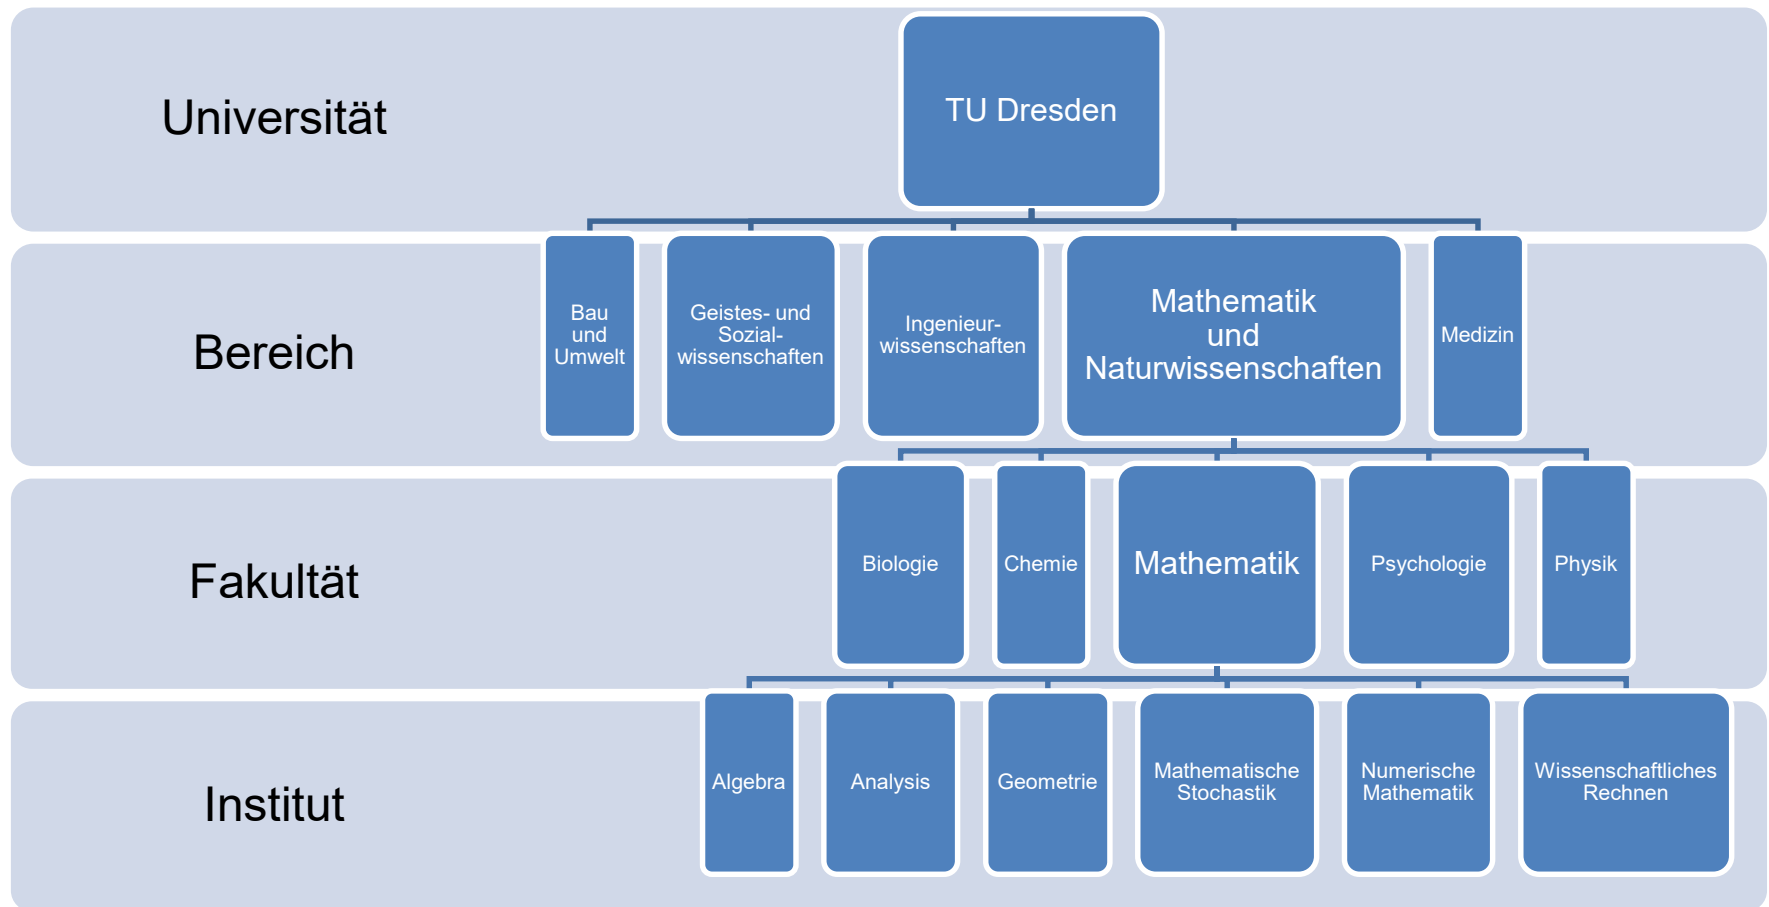 Universität
TU Dresden
Bereich
Bau
und
Umwelt
Geistes- und
Sozial-
wissenschaften
Ingenieur-
wissenschaften
Mathematik
und
Naturwissenschaften
Medizin
Fakultät
Biologie
Chemie
Mathematik
Psychologie
Physik
Institut
Algebra
Analysis
Geometrie
Mathematische
Stochastik
Numerische
Mathematik
Wissenschaftliches
Rechnen